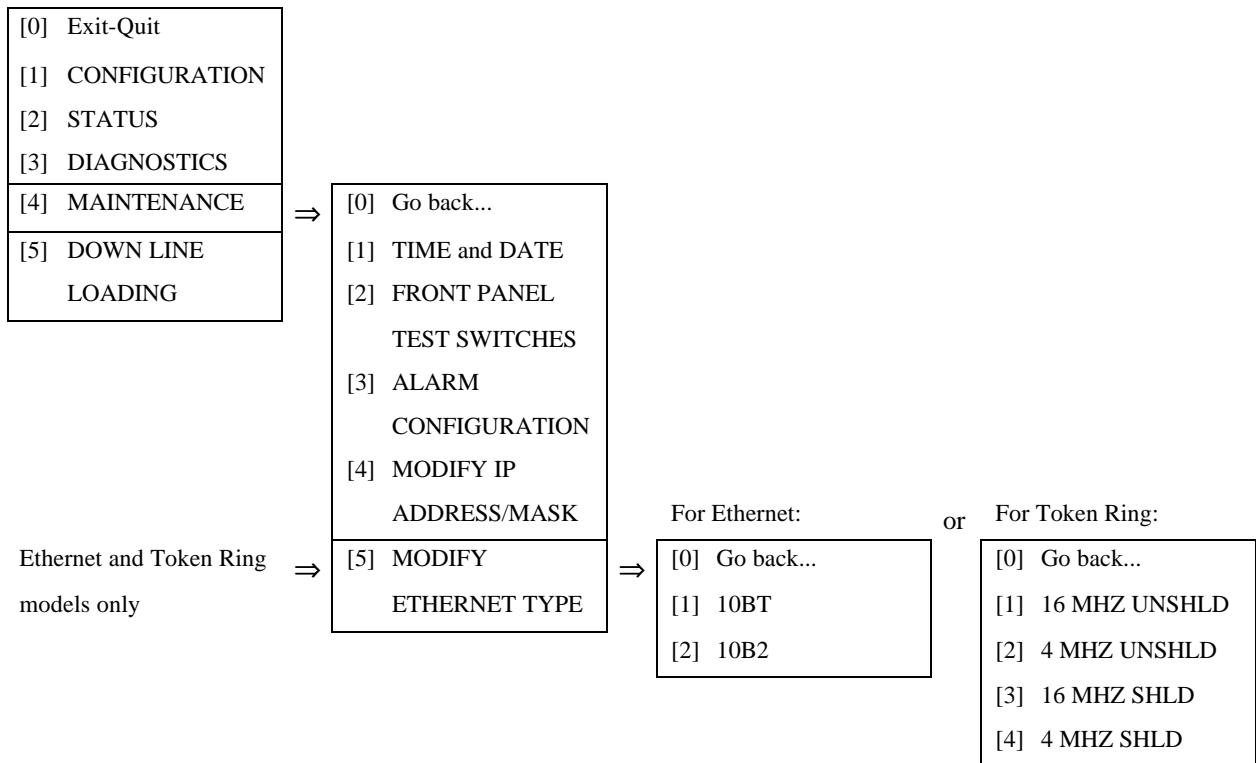 [0] Exit-Quit
[1] CONFIGURATION
[2] STATUS
[3] DIAGNOSTICS
[4] MAINTENANCE
[5] DOWN LINE
LOADING
⇒
[0] Go back...
[1] TIME and DATE
[2] FRONT PANEL
TEST SWITCHES
[3] ALARM
CONFIGURATION
[4] MODIFY IP
ADDRESS/MASK
Ethernet and Token Ring
models only
⇒
[5] MODIFY
ETHERNET TYPE
⇒
For Ethernet:
[0] Go back...
[1] 10BT
[2] 10B2
or
For Token Ring:
[0] Go back...
[1] 16 MHZ UNSHLD
[2] 4 MHZ UNSHLD
[3] 16 MHZ SHLD
[4] 4 MHZ SHLD